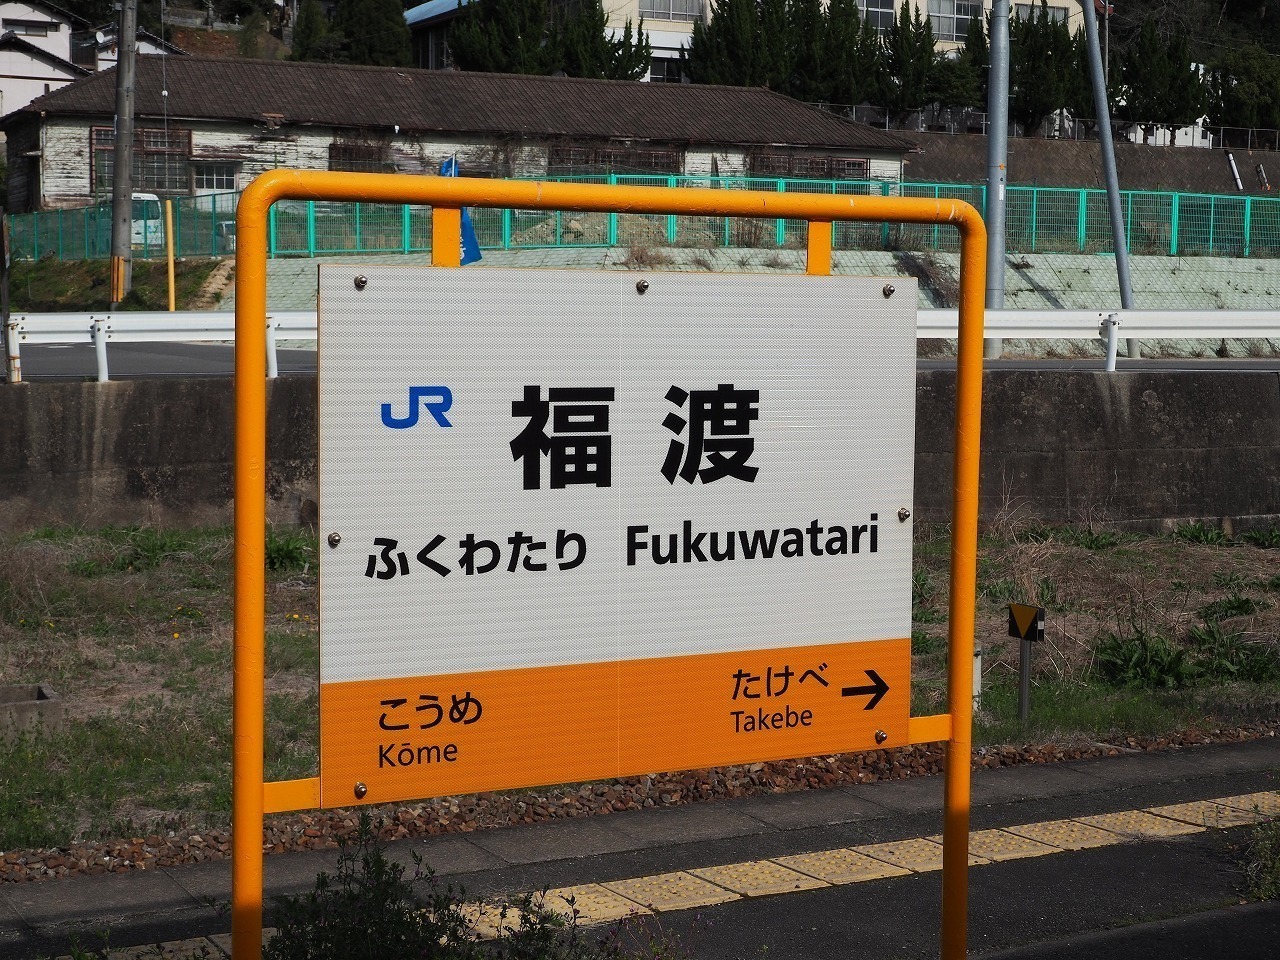 JR 福渡
ふくわたり Fukuwatari
こうめ たけべ →
Kōme Takebe